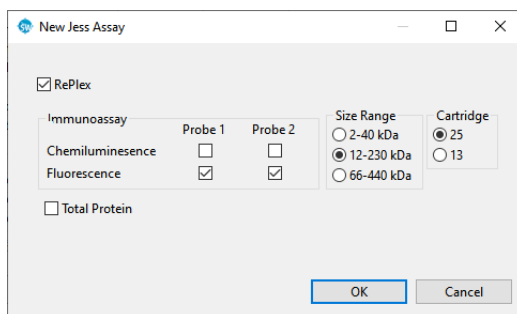 New Jess Assay
RePlex
Immunoassay
Probe 1 Probe 2
Chemiluminesence
Fluorescence
Size Range
2-40 kDa
12-230 kDa
66-440 kDa
Cartridge
25
13
Total Protein
OK Cancel